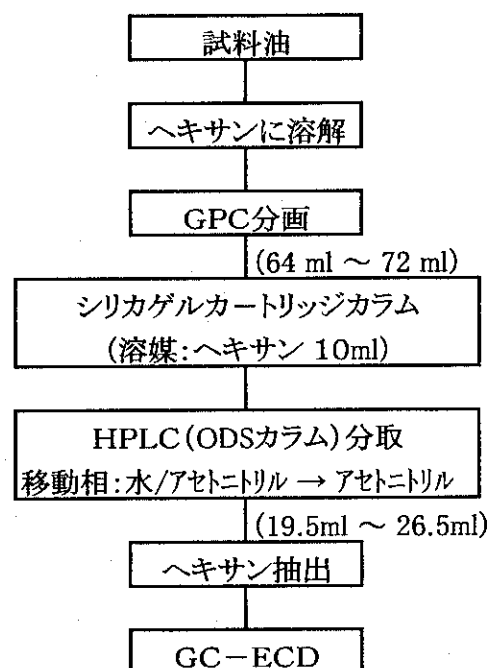 試料油
ヘキサンに溶解
GPC分画
(64 ml ~ 72 ml)
シリカゲルカートリッジカラム
(溶媒:ヘキサン 10ml)
HPLC(ODSカラム)分取
移動相:水/アセトニトリル → アセトニトリル
(19.5ml ~ 26.5ml)
ヘキサン抽出
GC-ECD